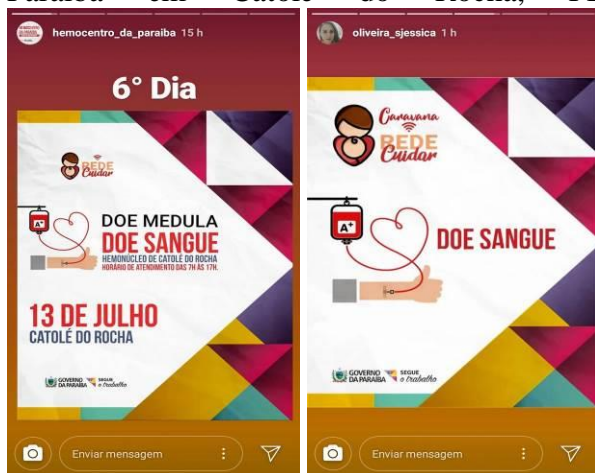 Paraíba em Catolé do Rocha,
hemocentro_da_paraiba 15 h
6° Dia
REDE
Cuidar
A+
DOE MEDULA
DOE SANGUE
HEMONÚCLEO DE CATOLÉ DO ROCHA
HORÁRIO DE ATENDIMENTO DAS 7H ÀS 17H.
13 DE JULHO
CATOLÉ DO ROCHA
GOVERNO
DA PARAÍBA
SEGUE
o trabalho
Enviar mensagem
oliveira_sjessica 1 h
Caravana
REDE
Cuidar
A+
DOE SANGUE
GOVERNO
DA PARAÍBA
SEGUE
o trabalho
Enviar mensagem